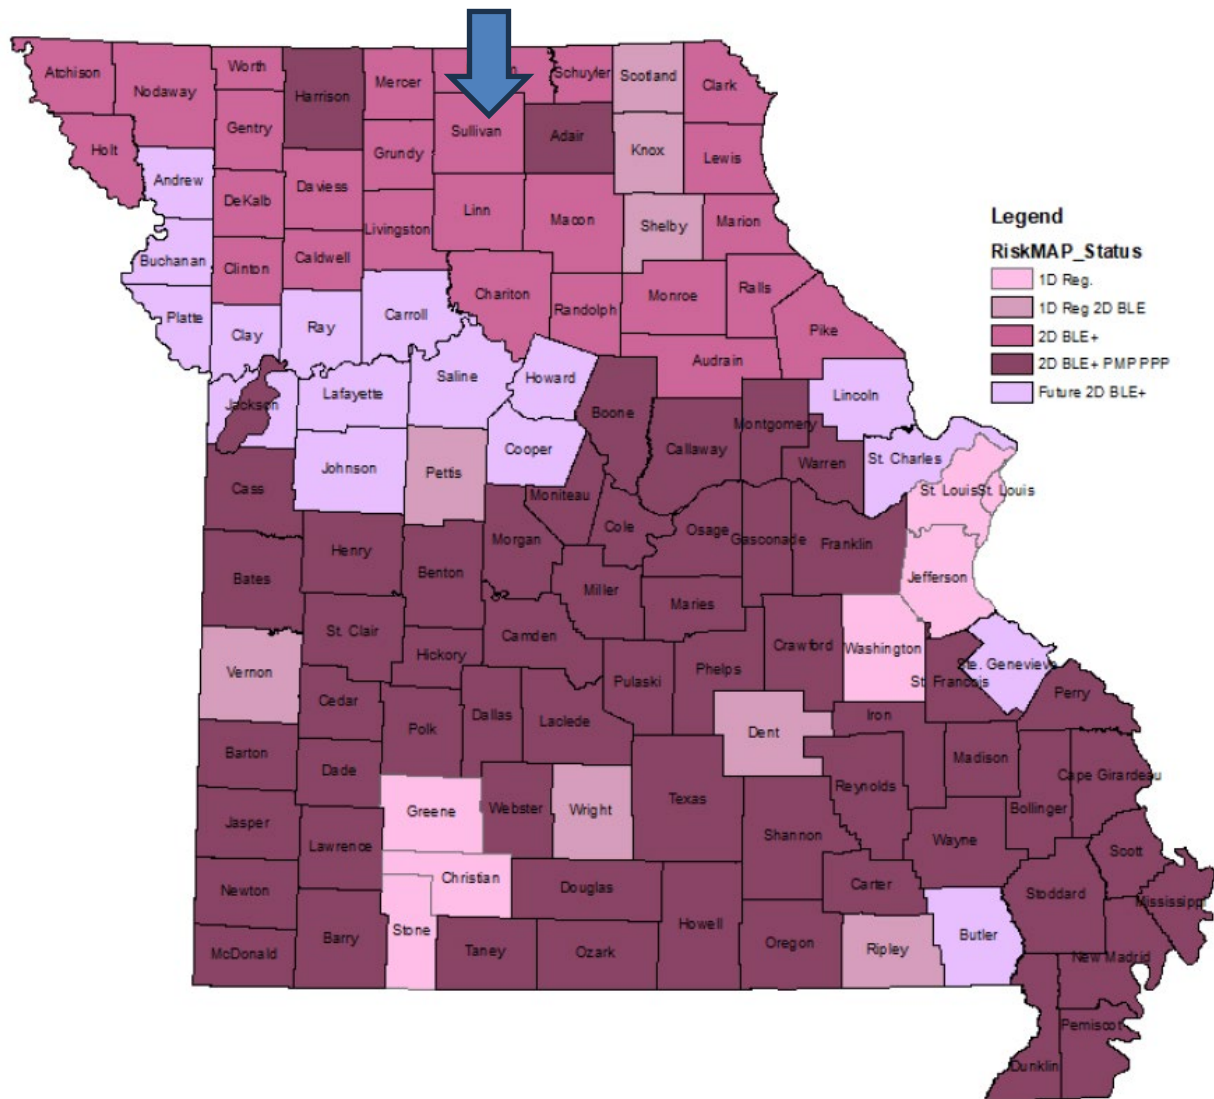 Atchison
Nodaway
Worth
Harrison
Mercer
Schuyler
Scotland
Clark
Holt
Gentry
Grundy
Sullivan
Adair
Knox
Lewis
Andrew
DeKalb
Daviess
Livingston
Linn
Macon
Shelby
Marion
Buchanan
Clinton
Caldwell
Chariton
Randolph
Monroe
Ralls
Pike
Platte
Clay
Ray
Carroll
Audrain
Jackson
Lafayette
Saline
Howard
Boone
Callaway
Montgomery
Lincoln
Warren
St. Charles
St. Louis
St. Louis
Cass
Johnson
Pettis
Cooper
Moniteau
Cole
Osage
Gasconade
Franklin
Jefferson
Bates
Henry
Benton
Morgan
Miller
Maries
Vernon
St. Clair
Hickory
Camden
Pulaski
Phelps
Crawford
Washington
St. Francois
Ste. Genevieve
Perry
Cedar
Polk
Dallas
Laclede
Dent
Iron
Madison
Cape Girardeau
Barton
Dade
Greene
Webster
Wright
Texas
Reynolds
Bollinger
Jasper
Lawrence
Christian
Douglas
Shannon
Wayne
Scott
Newton
Barry
Stone
Taney
Ozark
Howell
Oregon
Carter
Ripley
Butler
Stoddard
Mississippi
McDonald
New Madrid
Pemiscot
Dunklin
Legend
RiskMAP_Status
1D Reg.
1D Reg 2D BLE
2D BLE+
2D BLE+ PMP PPP
Future 2D BLE+